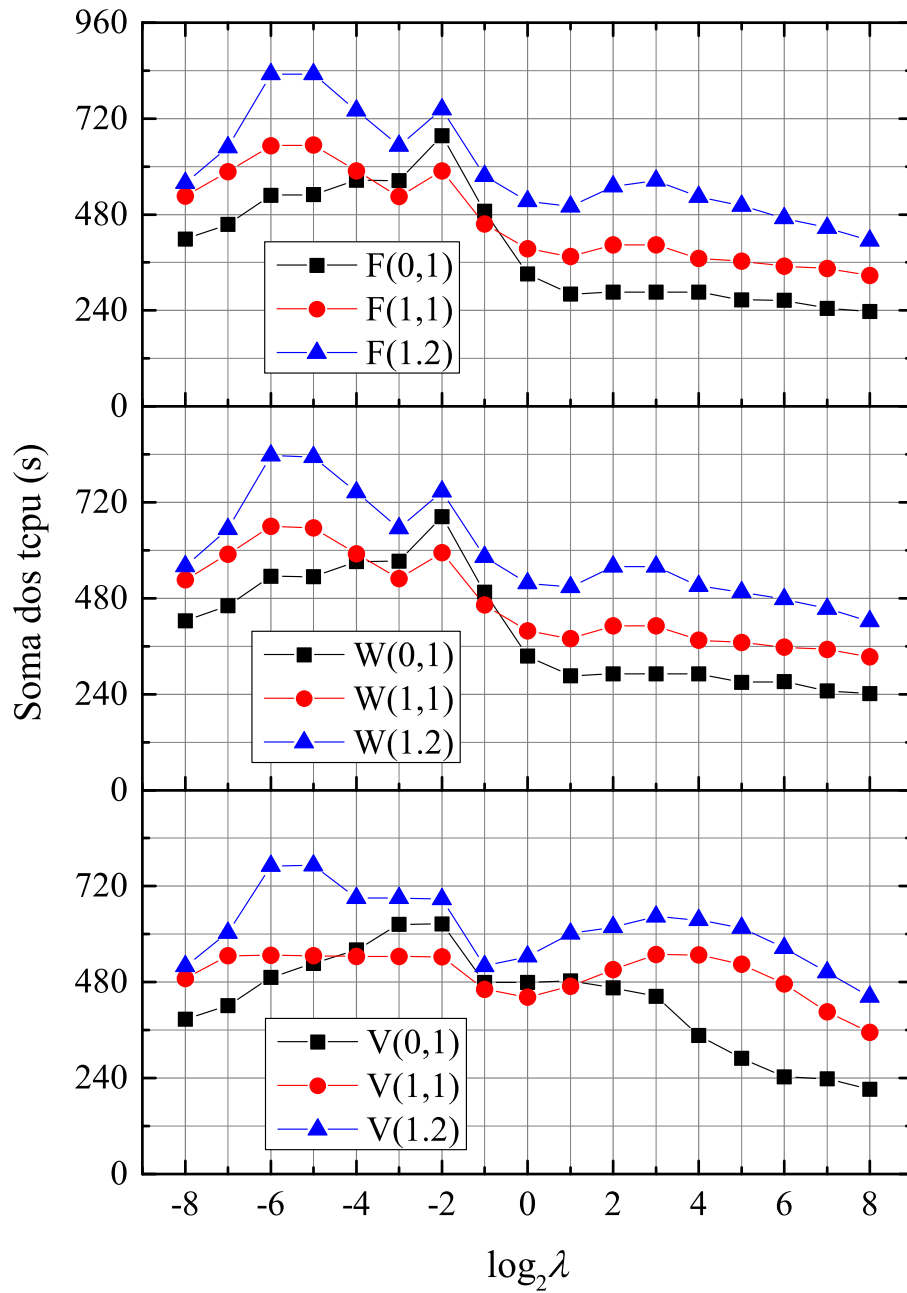 960
720
480
240
0
F(0,1)
F(1,1)
F(1.2)
720
480
240
0
W(0,1)
W(1,1)
W(1.2)
720
480
240
0
V(0,1)
V(1,1)
V(1.2)
Soma dos tcpu (s)
-8 -6 -4 -2 0 2 4 6 8
log₂λ